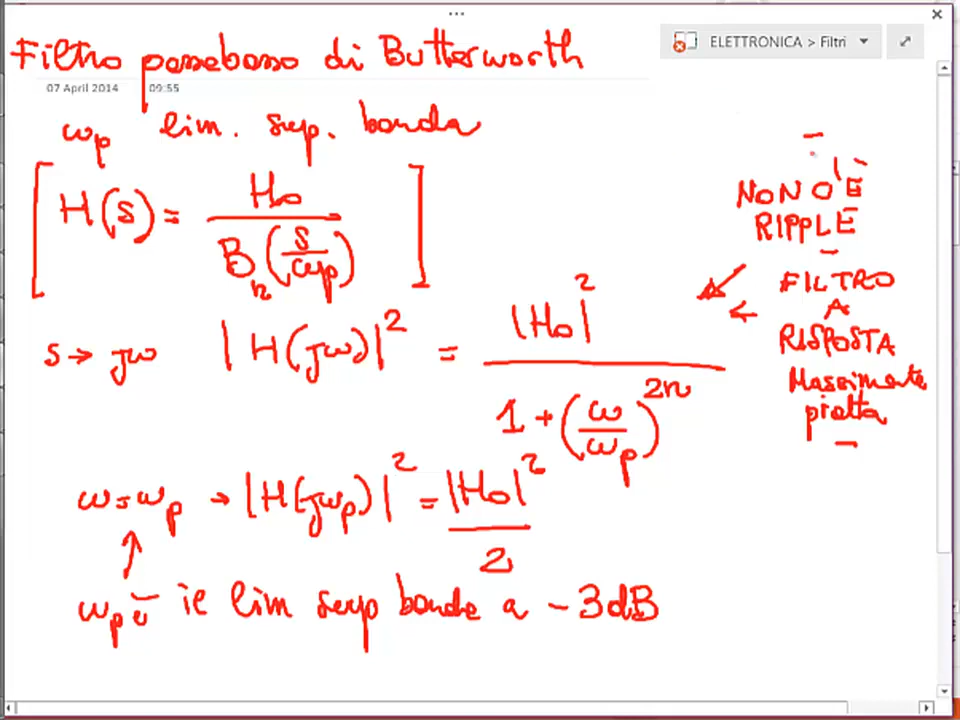 Filtro passabasso di Butterworth
ELETTRONICA > Filtri
07 April 2014 09:55
ωp lim. sup. banda
H(s) = H0 / Bn(s/ωp)
NON C'È
RIPPLE
FILTRO
A
RISPOSTA
Massimamente
piatta
s → jω |H(jω)|² = |H0|² / 1 + (ω/ωp)²ⁿ
ω = ωp → |H(jωp)|² = |H0|² / 2
ωp è il lim sup banda a -3dB